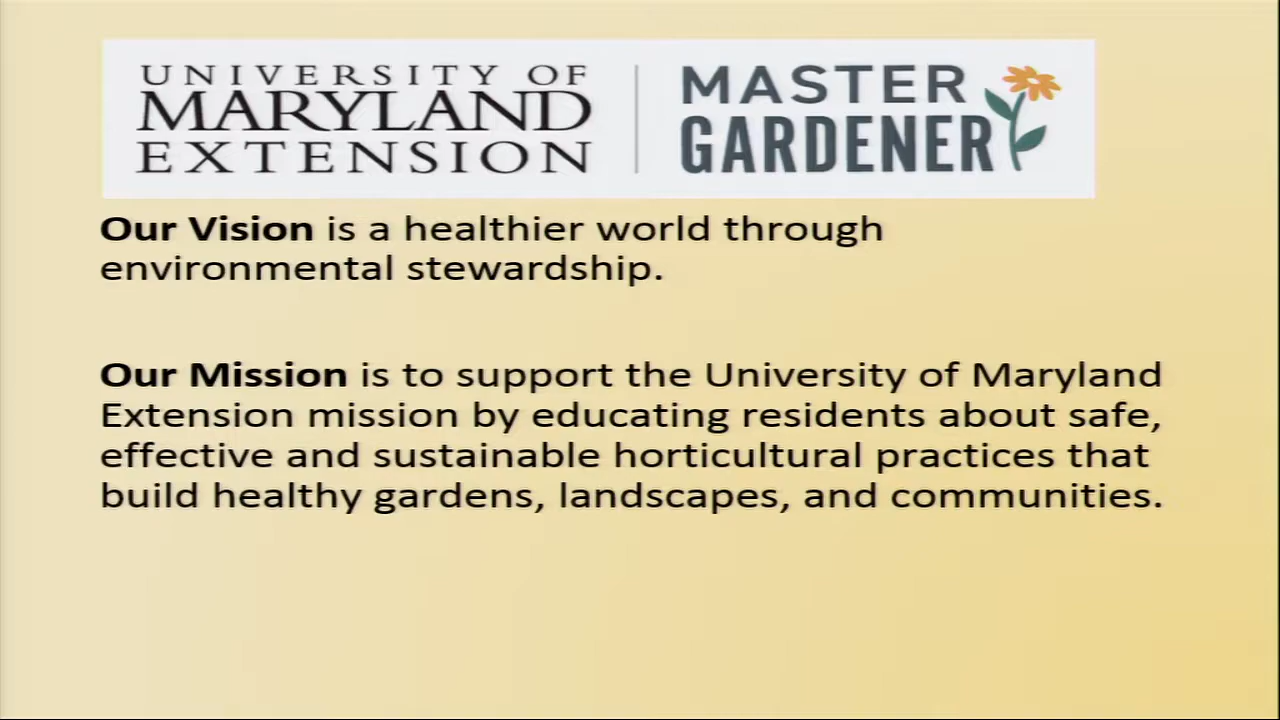 UNIVERSITY OF
MARYLAND
EXTENSION
MASTER
GARDENER
Our Vision is a healthier world through
environmental stewardship.
Our Mission is to support the University of Maryland
Extension mission by educating residents about safe,
effective and sustainable horticultural practices that
build healthy gardens, landscapes, and communities.